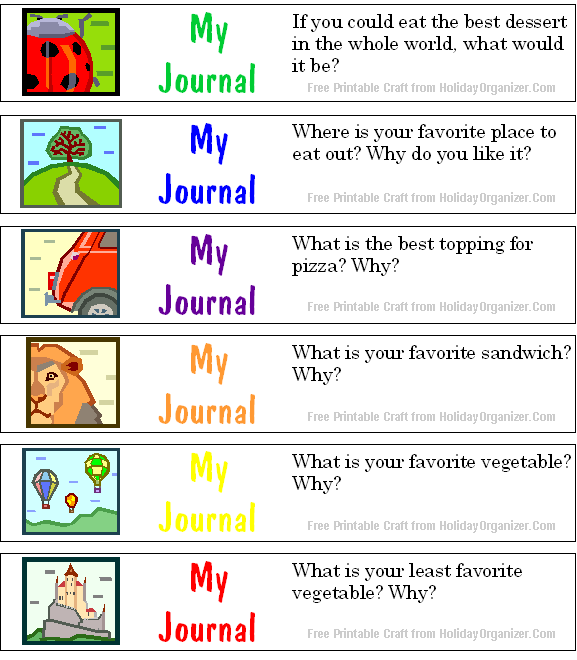 My
Journal
If you could eat the best dessert
in the whole world, what would
it be?
Free Printable Craft from HolidayOrganizer.Com
My
Journal
Where is your favorite place to
eat out? Why do you like it?
Free Printable Craft from HolidayOrganizer.Com
My
Journal
What is the best topping for
pizza? Why?
Free Printable Craft from HolidayOrganizer.Com
My
Journal
What is your favorite sandwich?
Why?
Free Printable Craft from HolidayOrganizer.Com
My
Journal
What is your favorite vegetable?
Why?
Free Printable Craft from HolidayOrganizer.Com
My
Journal
What is your least favorite
vegetable? Why?
Free Printable Craft from HolidayOrganizer.Com